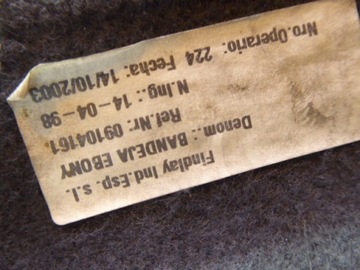 Findlay Ind.Esp. s.l.
Denom.: BANDEJA EBONY
Ref.Nr. 09104161.
N.Ing.: 14-04-98
Nro.Operario: 224 Fecha: 14/10/2003